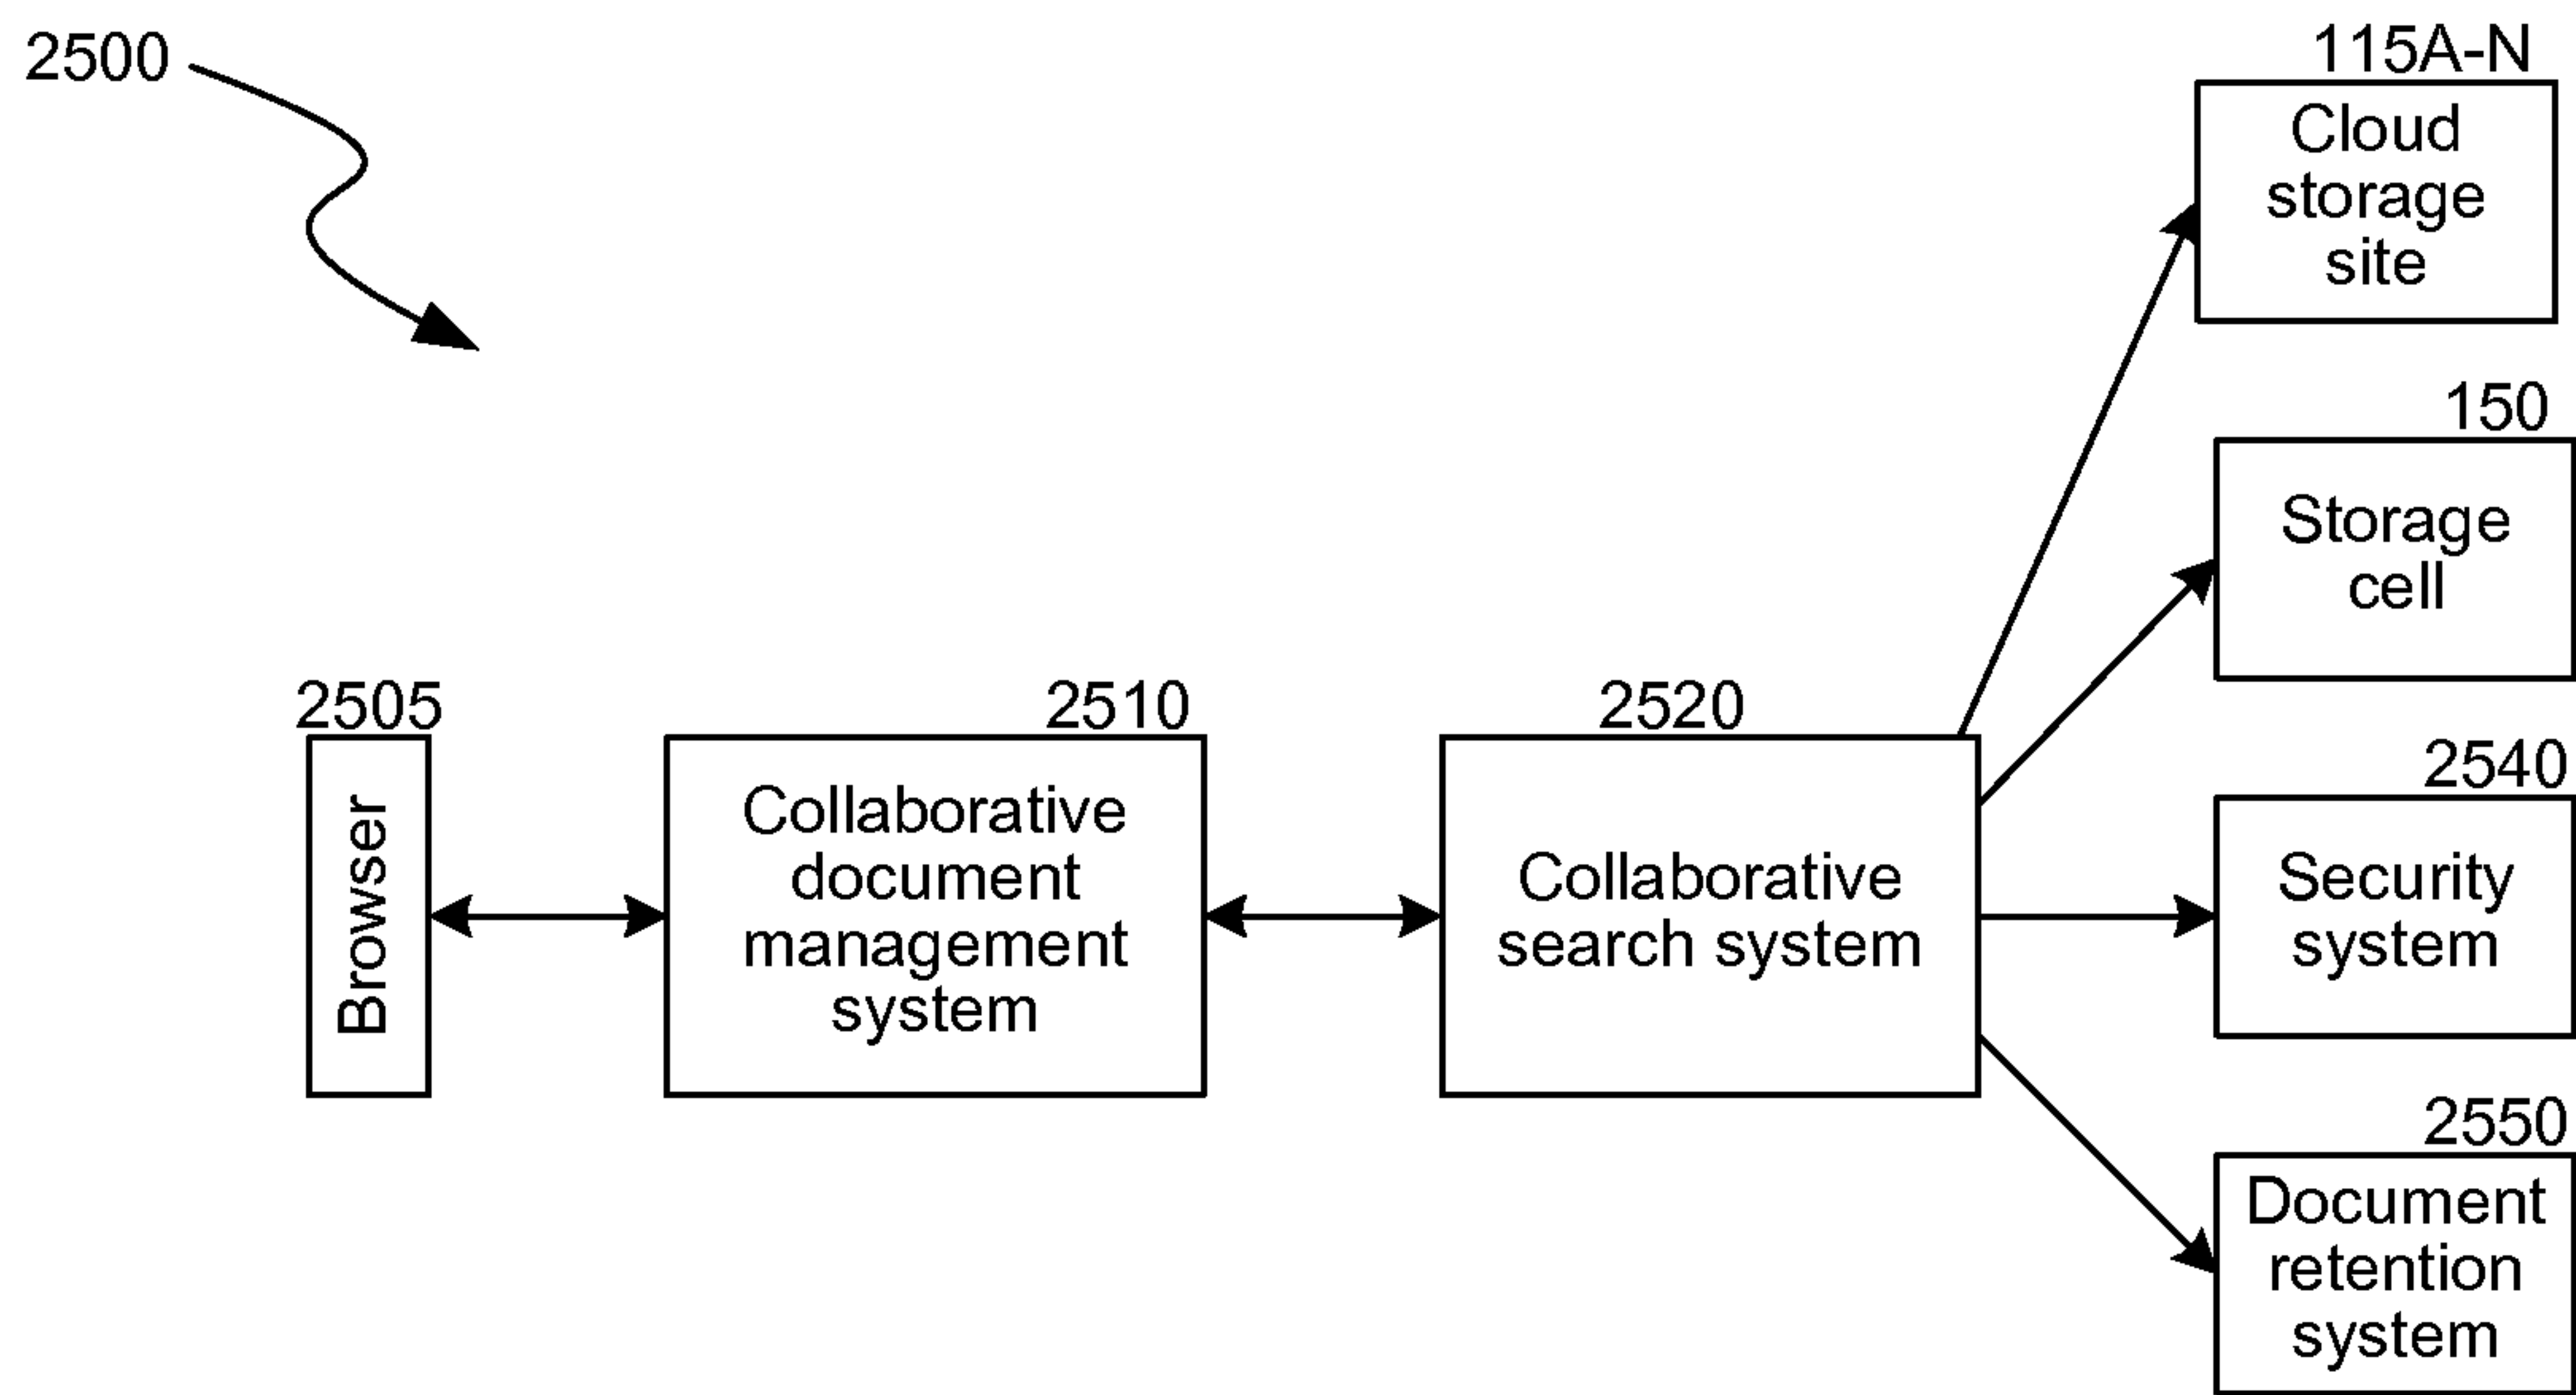 2500
115A-N
Cloud
storage
site
150
Storage
cell
2505
Browser
2510
Collaborative
document
management
system
2520
Collaborative
search system
2540
Security
system
2550
Document
retention
system